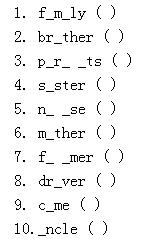 1. f_m_ly ( )
2. br_ther ( )
3. p_r_ _ts ( )
4. s_ster ( )
5. n_ _se ( )
6. m_ther ( )
7. f_ _mer ( )
8. dr_ver ( )
9. c_me ( )
10._ncle ( )